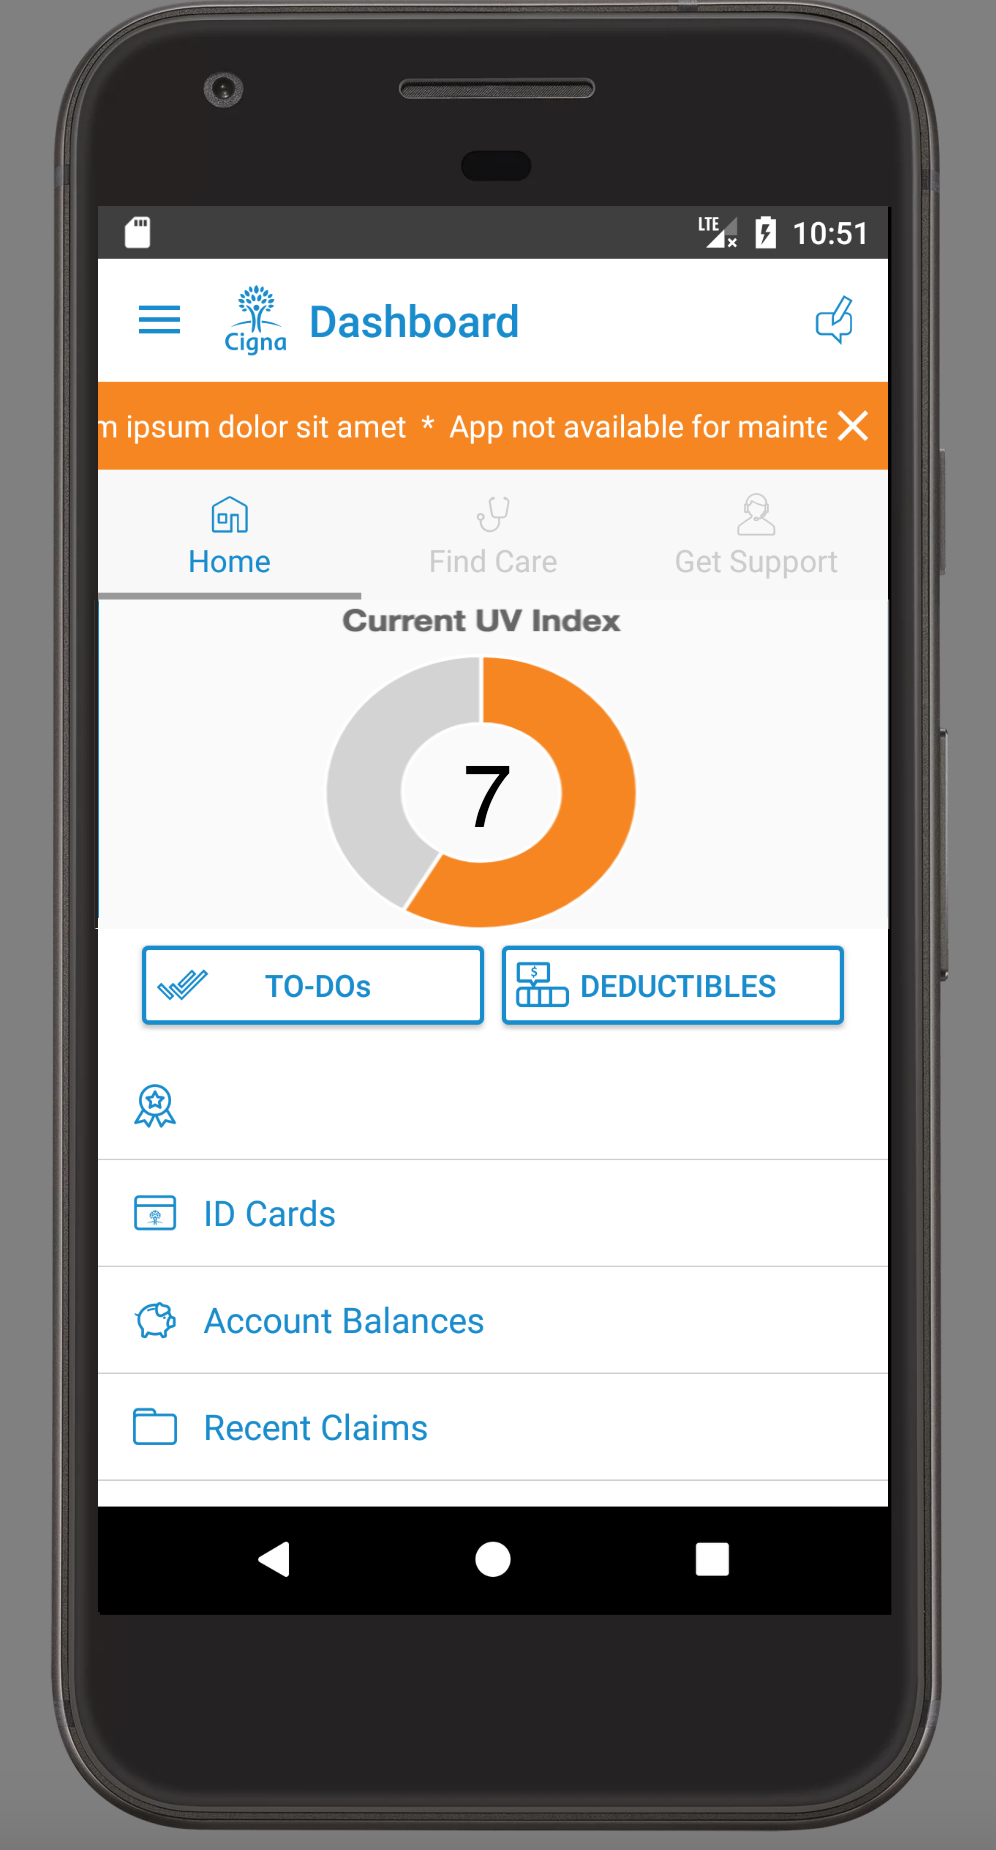 LTE 10:51
Cigna
Dashboard
m ipsum dolor sit amet * App not available for mainte
Home
Find Care
Get Support
Current UV Index
7
TO-DOs
$ DEDUCTIBLES
ID Cards
Account Balances
Recent Claims